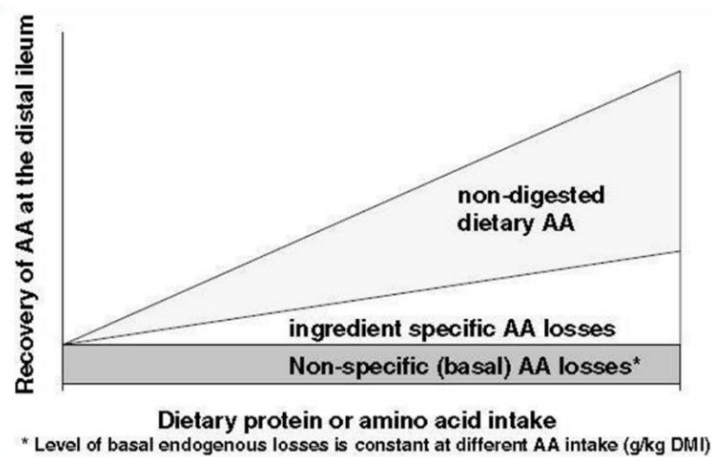 Recovery of AA at the distal ileum
non-digested
dietary AA
ingredient specific AA losses
Non-specific (basal) AA losses*
Dietary protein or amino acid intake
* Level of basal endogenous losses is constant at different AA intake (g/kg DMI)